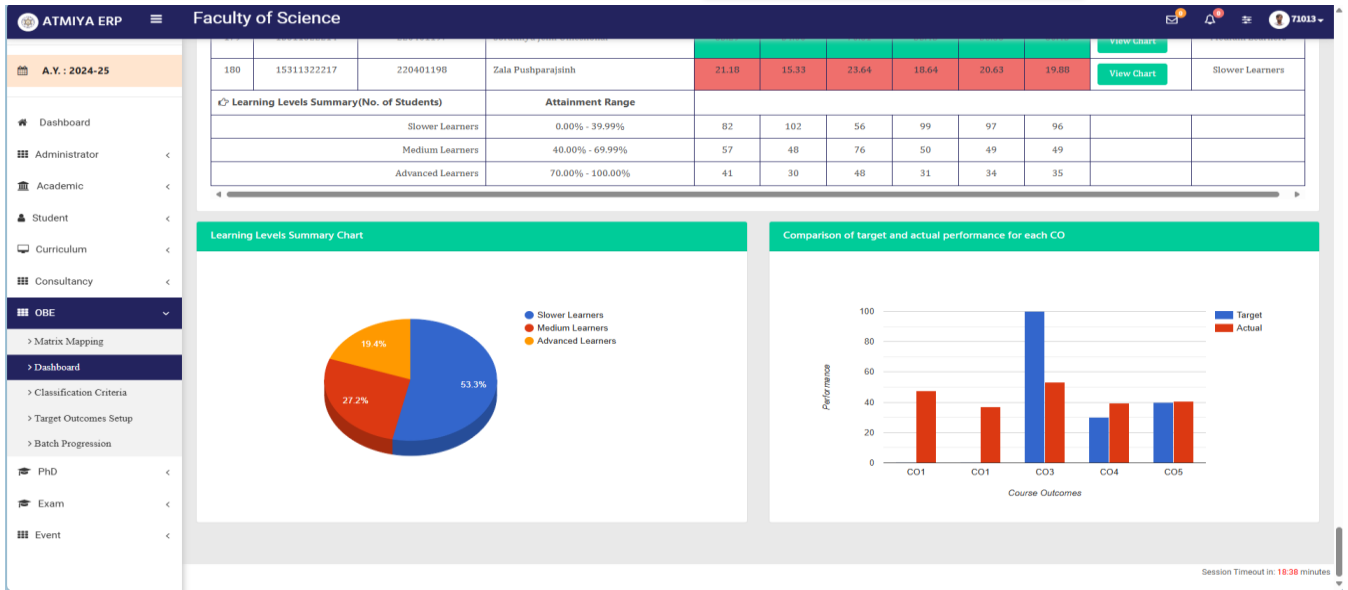 ATMIYA ERP
Faculty of Science
0
0
71013
A.Y. : 2024-25
Dashboard
Administrator
Academic
Student
Curriculum
Consultancy
OBE
> Matrix Mapping
> Dashboard
> Classification Criteria
> Target Outcomes Setup
> Batch Progression
PhD
Exam
Event
View Chart
180 15311322217 220401198 Zala Pushparajsinh 21.18 15.33 23.64 18.64 20.63 19.88 View Chart Slower Learners
Learning Levels Summary(No. of Students) Attainment Range
Slower Learners 0.00% - 39.99% 82 102 56 99 97 96
Medium Learners 40.00% - 69.99% 57 48 76 50 49 49
Advanced Learners 70.00% - 100.00% 41 30 48 31 34 35
Learning Levels Summary Chart
Slower Learners
Medium Learners
Advanced Learners
19.4%
53.3%
27.2%
Comparison of target and actual performance for each CO
100
80
60
40
20
0
Performance
CO1 CO1 CO3 CO4 CO5
Course Outcomes
Target
Actual
Session Timeout in: 18:38 minutes